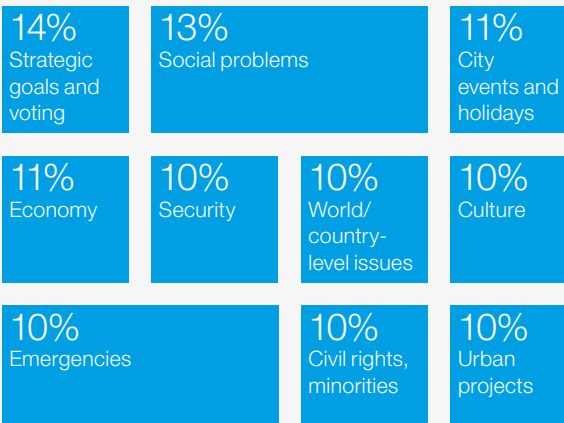 14%
Strategic
goals and
voting
13%
Social problems
11%
City
events and
holidays
11%
Economy
10%
Security
10%
World/
country-
level issues
10%
Culture
10%
Emergencies
10%
Civil rights,
minorities
10%
Urban
projects